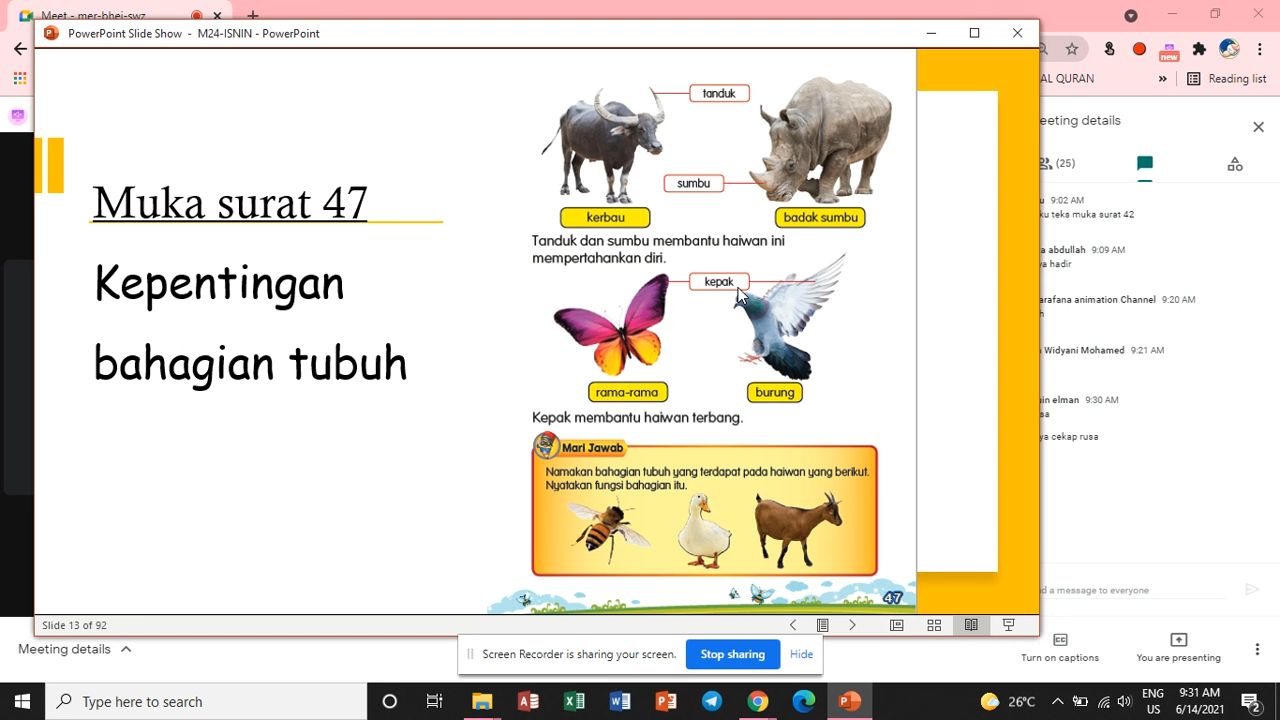 Meet - mer-bhei-swz
PowerPoint Slide Show - M24-ISNIN - PowerPoint
new
AL QURAN
»
Reading list
Muka surat 47
Kepentingan
bahagian tubuh
tanduk
sumbu
kerbau
badak sumbu
Tanduk dan sumbu membantu haiwan ini
mempertahankan diri.
kepak
rama-rama
burung
Kepak membantu haiwan terbang.
Mari Jawab
Namakan bahagian tubuh yang terdapat pada haiwan yang berikut.
Nyatakan fungsi bahagian itu.
47
Slide 13 of 92
eeting details
(25)
u 9:02 AM
ku teks muka surat 42
a abdullah 9:09 AM
ya hadir
arafana animation Channel 9:20 AM
h
Widyani Mohamed 9:21 AM
uin elman 9:30 AM
sa
ya cekap rusa
nd a message to everyone
Meeting details
Screen Recorder is sharing your screen.
Stop sharing
Hide
Turn on captions
You are presenting
Type here to search
26°C
ENG
US
9:31 AM
6/14/2021
2